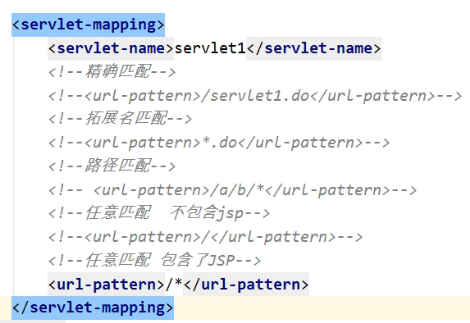 <servlet-mapping>
<servlet-name>servlet1</servlet-name>
<!--精确匹配-->
<!--<url-pattern>/servlet1.do</url-pattern>-->
<!--拓展名匹配-->
<!--<url-pattern>*.do</url-pattern>-->
<!--路径匹配-->
<!-- <url-pattern>/a/b/*</url-pattern>-->
<!--任意匹配  不包含jsp-->
<!--<url-pattern>/</url-pattern>-->
<!--任意匹配 包含了JSP-->
<url-pattern>/*</url-pattern>
</servlet-mapping>